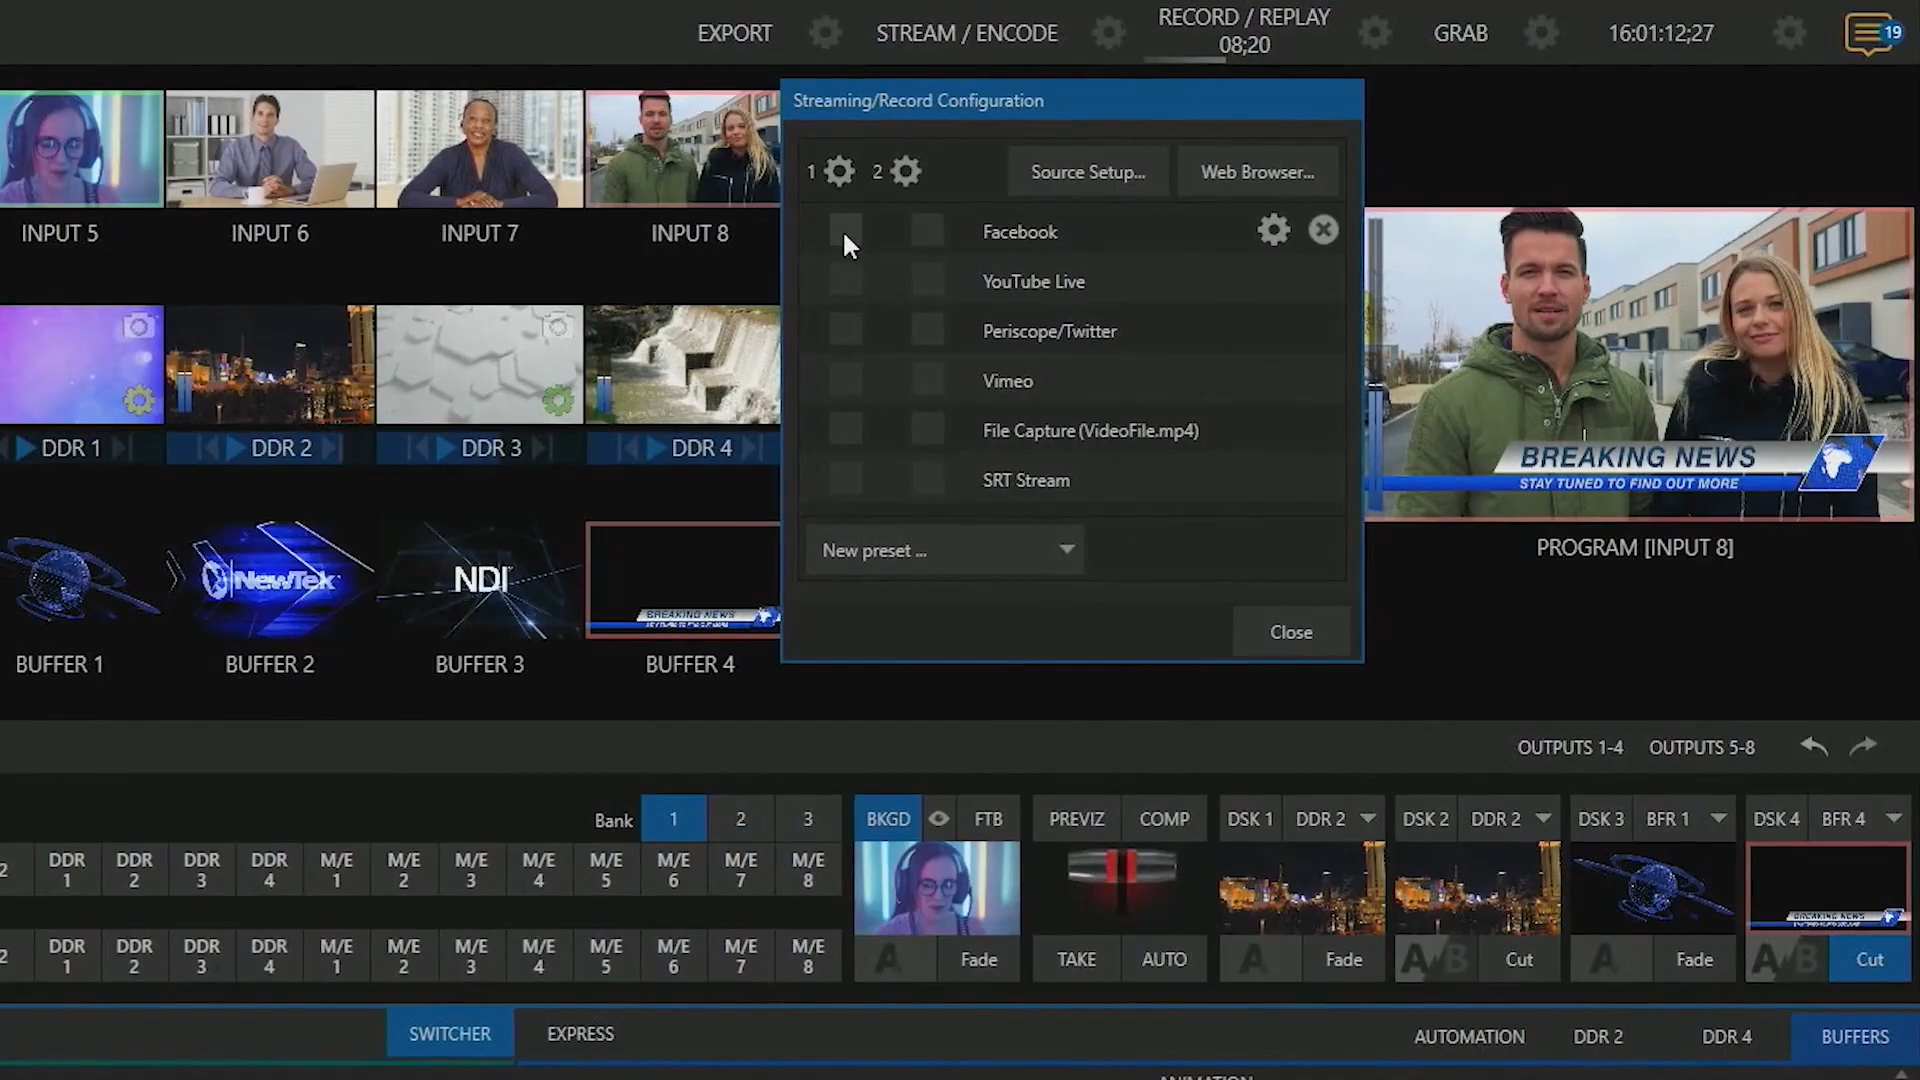 EXPORT
STREAM / ENCODE
RECORD / REPLAY
08;20
GRAB
16:01:12;27
19
INPUT 5
INPUT 6
INPUT 7
INPUT 8
DDR 1
DDR 2
DDR 3
DDR 4
NewTek
NDI
BREAKING NEWS
BUFFER 1
BUFFER 2
BUFFER 3
BUFFER 4
Streaming/Record Configuration
1
2
Source Setup...
Web Browser...
Facebook
YouTube Live
Periscope/Twitter
Vimeo
File Capture (VideoFile.mp4)
SRT Stream
New preset ...
Close
BREAKING NEWS
STAY TUNED TO FIND OUT MORE
PROGRAM [INPUT 8]
OUTPUTS 1-4
OUTPUTS 5-8
Bank
1
2
3
2
DDR 1
DDR 2
DDR 3
DDR 4
M/E 1
M/E 2
M/E 3
M/E 4
M/E 5
M/E 6
M/E 7
M/E 8
2
DDR 1
DDR 2
DDR 3
DDR 4
M/E 1
M/E 2
M/E 3
M/E 4
M/E 5
M/E 6
M/E 7
M/E 8
BKGD
FTB
A
Fade
PREVIZ
COMP
TAKE
AUTO
DSK 1
DDR 2
A
Fade
DSK 2
DDR 2
A/B
Cut
DSK 3
BFR 1
A
Fade
DSK 4
BFR 4
BREAKING NEWS
A/B
Cut
SWITCHER
EXPRESS
AUTOMATION
DDR 2
DDR 4
BUFFERS
ANIMATION